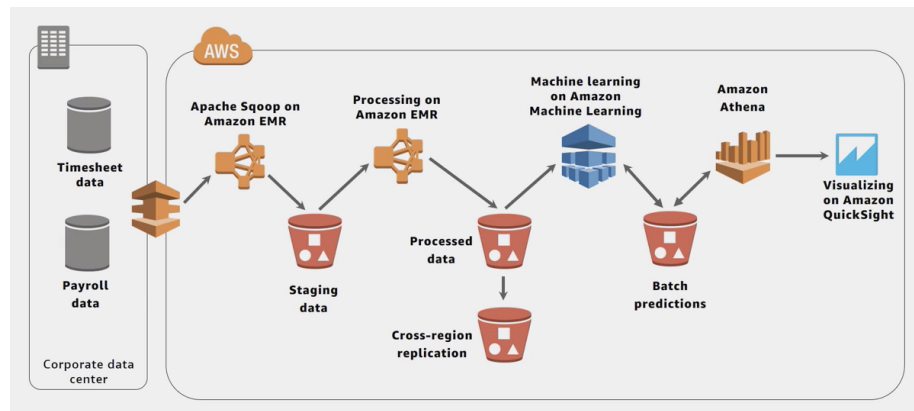 AWS
Apache Sqoop on
Amazon EMR
Processing on
Amazon EMR
Machine learning
on Amazon
Machine Learning
Amazon
Athena
Timesheet
data
Visualizing
on Amazon
QuickSight
Payroll
data
Staging
data
Processed
data
Batch
predictions
Cross-region
replication
Corporate data
center